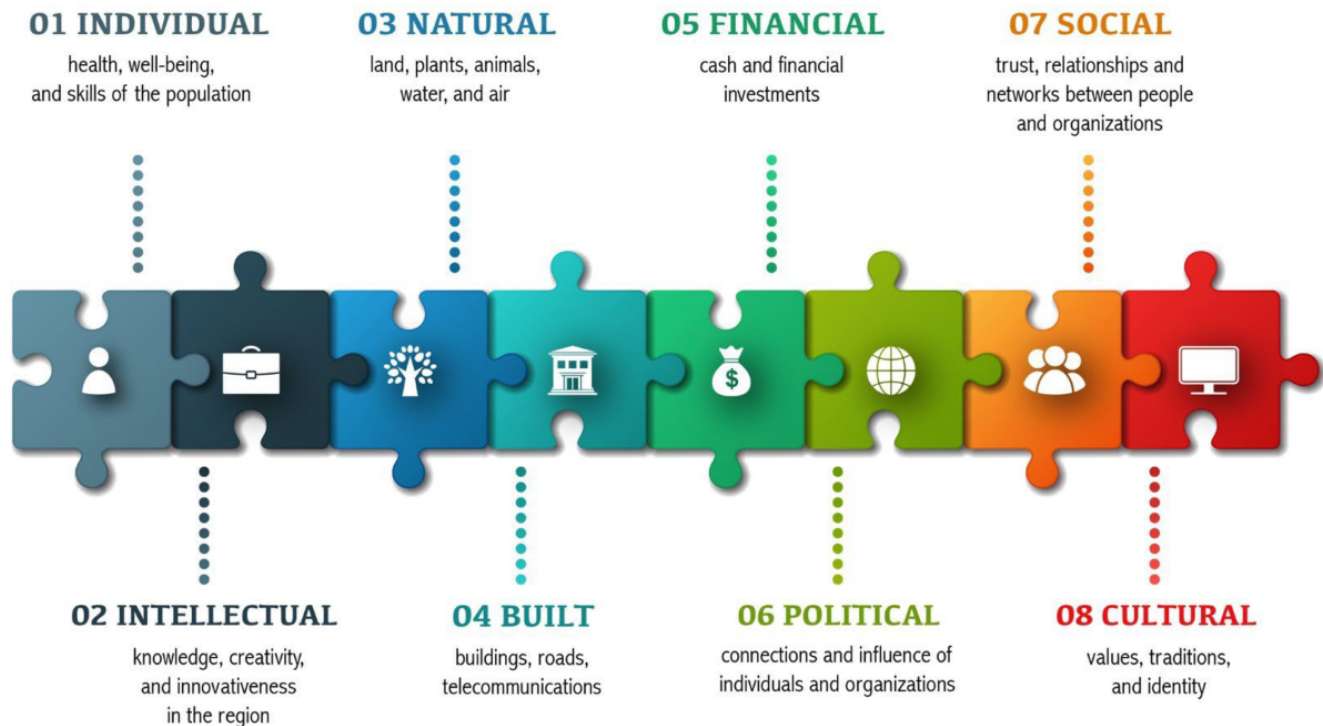 01 INDIVIDUAL
health, well-being,
and skills of the population
03 NATURAL
land, plants, animals,
water, and air
05 FINANCIAL
cash and financial
investments
07 SOCIAL
trust, relationships and
networks between people
and organizations
$
02 INTELLECTUAL
knowledge, creativity,
and innovativeness
in the region
04 BUILT
buildings, roads,
telecommunications
06 POLITICAL
connections and influence of
individuals and organizations
08 CULTURAL
values, traditions,
and identity